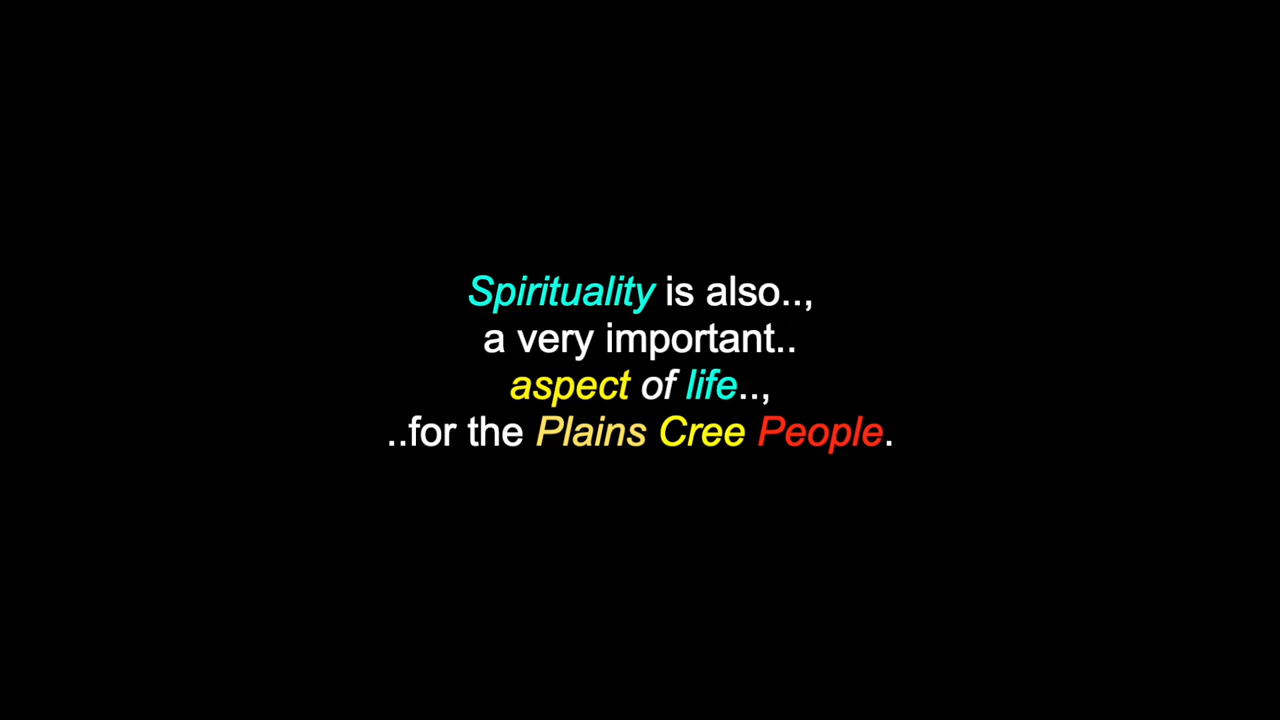 Spirituality is also..,
a very important..
aspect of life..,
..for the Plains Cree People.